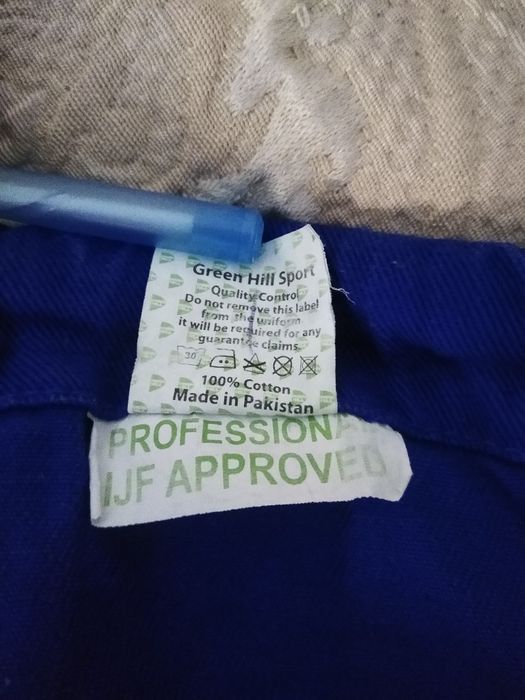 Green Hill Sport
Quality Control
Do not remove this label
from the uniform
it will be required for any
guarantee claims.
30
100% Cotton
Made in Pakistan
PROFESSIONAL
IJF APPROVED